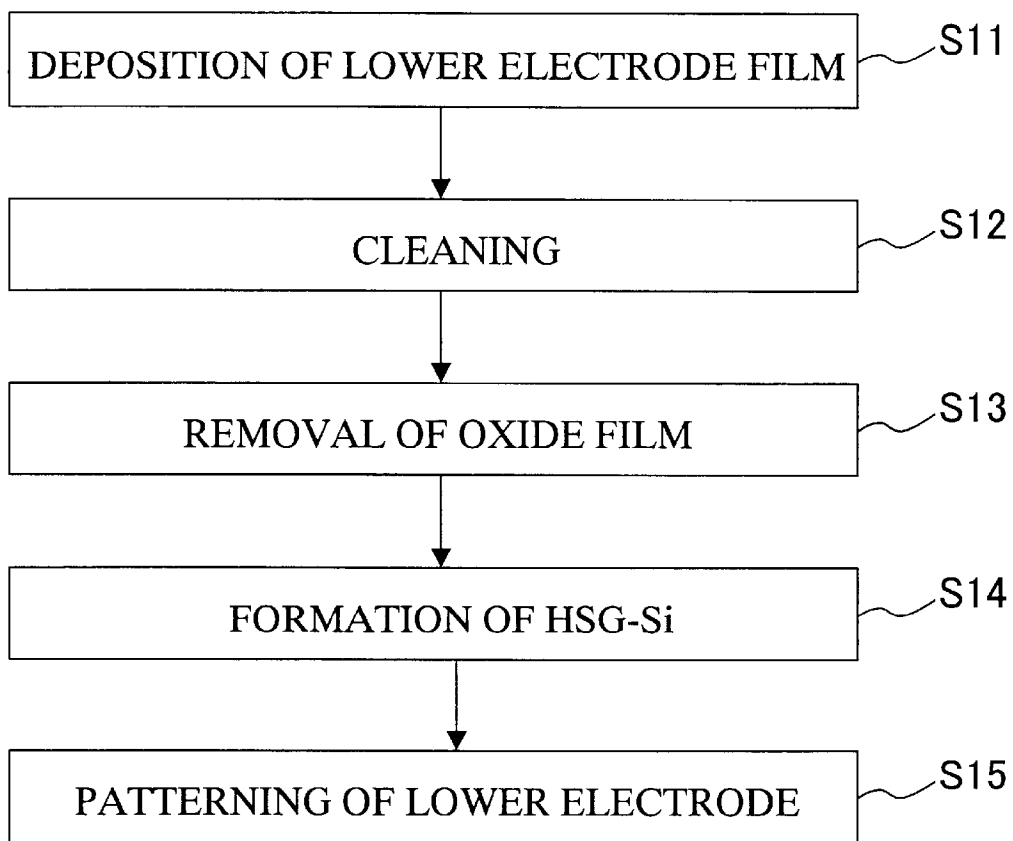 DEPOSITION OF LOWER ELECTRODE FILM
S11
CLEANING
S12
REMOVAL OF OXIDE FILM
S13
FORMATION OF HSG-Si
S14
PATTERNING OF LOWER ELECTRODE
S15